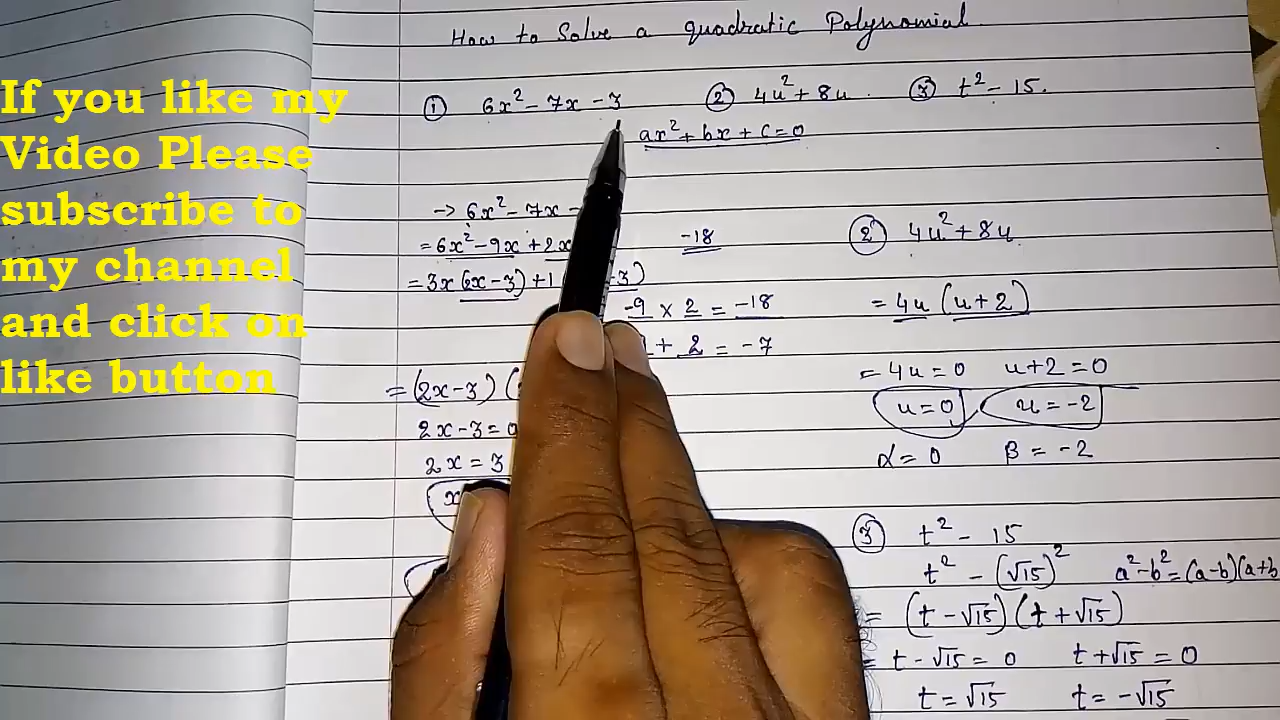 How to Solve a quadratic Polynomial
① 6x² - 7x - 3 ② 4u² + 8u . ③ t² - 15.
ax² + bx + c = 0
If you like my
Video Please
subscribe to
my channel
and click on
like button
→ 6x² - 7x -
= 6x² - 9x + 2x
= 3x (6x - 3) + 1 -3)
-18
-9 × 2 = -18
+ 2 = -7
= (2x - 3) (
2x - 3 = 0
2x = 3
x
② 4u² + 8u
= 4u (u + 2)
= 4u = 0 u + 2 = 0
u = 0, u = -2
α = 0 β = -2
③ t² - 15
t² - (√15)² a² - b² = (a-b)(a+b
= (t - √15) (t + √15)
= t - √15 = 0 t + √15 = 0
t = √15 t = -√15